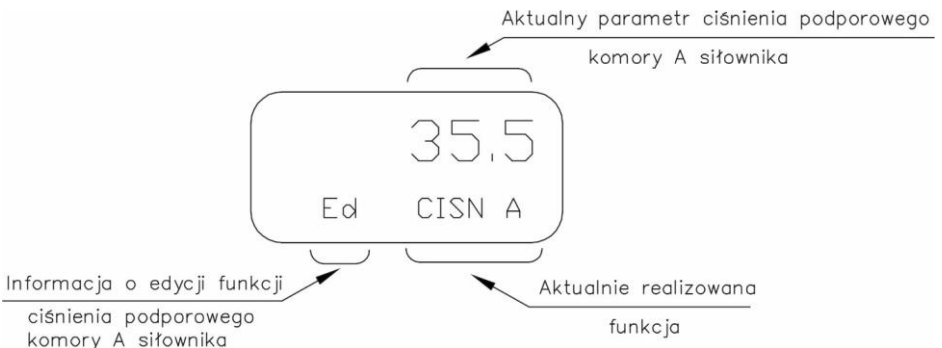 Aktualny parametr ciśnienia podporowego
komory A siłownika
35.5
Ed CISN A
Informacja o edycji funkcji
ciśnienia podporowego
komory A siłownika
Aktualnie realizowana
funkcja